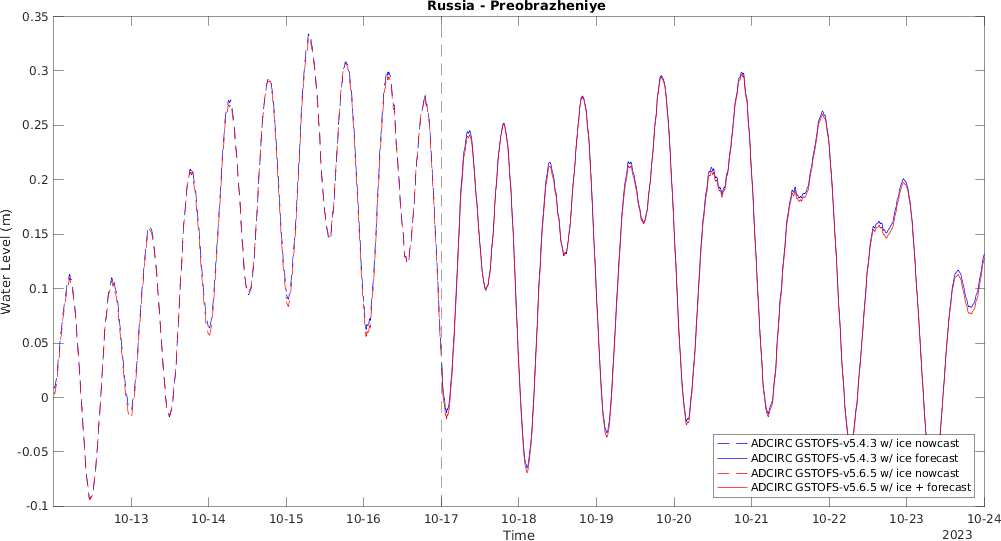 Russia - Preobrazheniye
0.35
0.3
0.25
0.2
0.15
0.1
0.05
0
-0.05
-0.1
Water Level (m)
ADCIRC GSTOFS-v5.4.3 w/ ice nowcast
ADCIRC GSTOFS-v5.4.3 w/ ice forecast
ADCIRC GSTOFS-v5.6.5 w/ ice nowcast
ADCIRC GSTOFS-v5.6.5 w/ ice + forecast
10-13 10-14 10-15 10-16 10-17 10-18 10-19 10-20 10-21 10-22 10-23 10-24
Time
2023